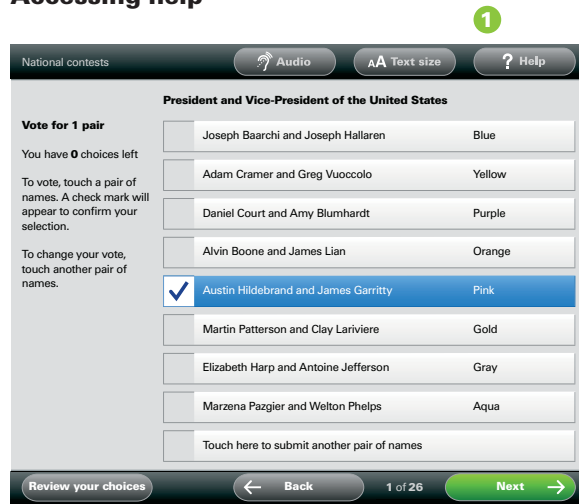 Accessing help
1
National contests
Audio
AA Text size
? Help
President and Vice-President of the United States
Vote for 1 pair
You have 0 choices left
To vote, touch a pair of
names. A check mark will
appear to confirm your
selection.
To change your vote,
touch another pair of
names.
Joseph Baarchi and Joseph Hallaren Blue
Adam Cramer and Greg Vuoccolo Yellow
Daniel Court and Amy Blumhardt Purple
Alvin Boone and James Lian Orange
Austin Hildebrand and James Garritty Pink
Martin Patterson and Clay Lariviere Gold
Elizabeth Harp and Antoine Jefferson Gray
Marzena Pazgier and Welton Phelps Aqua
Touch here to submit another pair of names
Review your choices
← Back
1 of 26
Next →